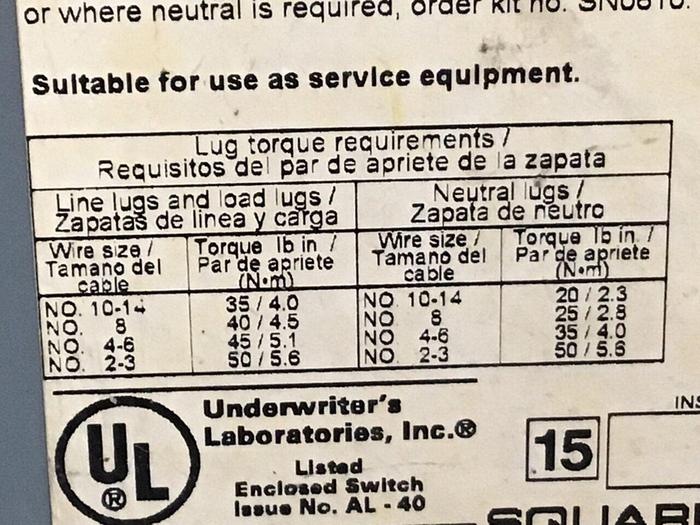 or where neutral is required, order kit no. SN0610.
Suitable for use as service equipment.
Lug torque requirements /
Requisitos del par de apriete de la zapata
Line lugs and load lugs /
Zapatas de linea y carga
Neutral lugs /
Zapata de neutro
Wire size /
Tamano del
cable
Torque lb in /
Par de apriete
(N•m)
Wire size /
Tamano del
cable
Torque lb in. /
Par de apriete
(N•m)
NO. 10-14 35 / 4.0 NO. 10-14 20 / 2.3
NO. 8 40 / 4.5 NO 8 25 / 2.8
NO. 4-6 45 / 5.1 NO 4-6 35 / 4.0
NO. 2-3 50 / 5.6 NO. 2-3 50 / 5.6
UL
®
Underwriter's
Laboratories, Inc.®
Listed
Enclosed Switch
Issue No. AL - 40
15
INS
SQUAR